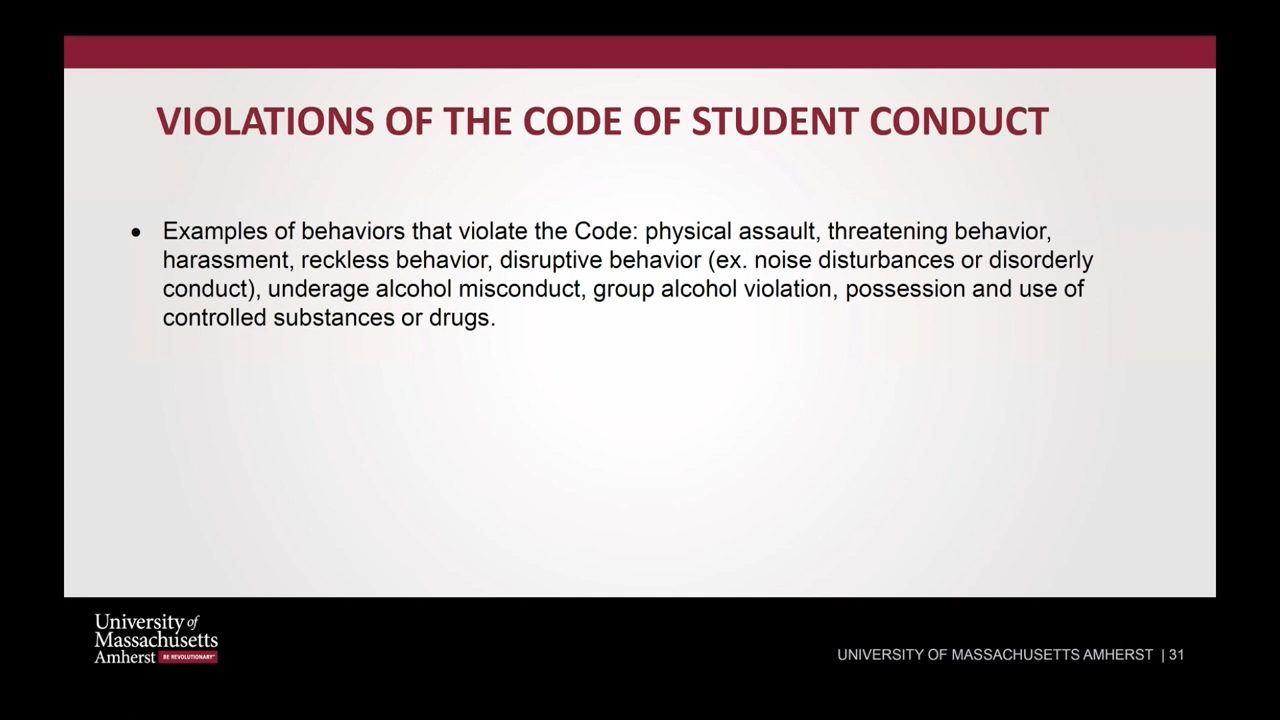 VIOLATIONS OF THE CODE OF STUDENT CONDUCT
• Examples of behaviors that violate the Code: physical assault, threatening behavior,
harassment, reckless behavior, disruptive behavior (ex. noise disturbances or disorderly
conduct), underage alcohol misconduct, group alcohol violation, possession and use of
controlled substances or drugs.
University of
Massachusetts
Amherst BE REVOLUTIONARY™
UNIVERSITY OF MASSACHUSETTS AMHERST | 31